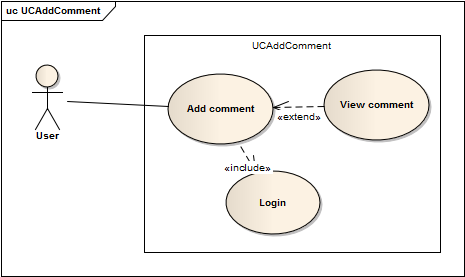 uc UCAddComment
UCAddComment
Add comment
View comment
«extend»
User
«include»
Login